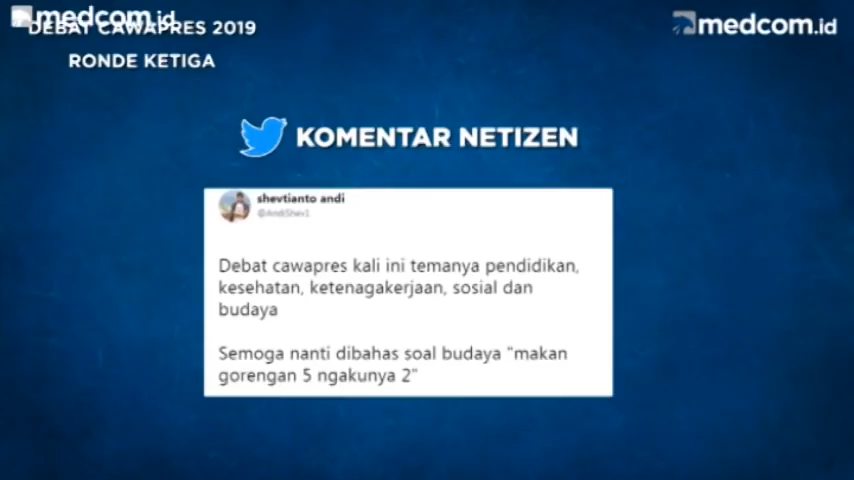 medcom.id
DEBAT CAWAPRES 2019
RONDE KETIGA
medcom.id
KOMENTAR NETIZEN
shevtianto andi
@AndiShev1
Debat cawapres kali ini temanya pendidikan,
kesehatan, ketenagakerjaan, sosial dan
budaya
Semoga nanti dibahas soal budaya "makan
gorengan 5 ngakunya 2"